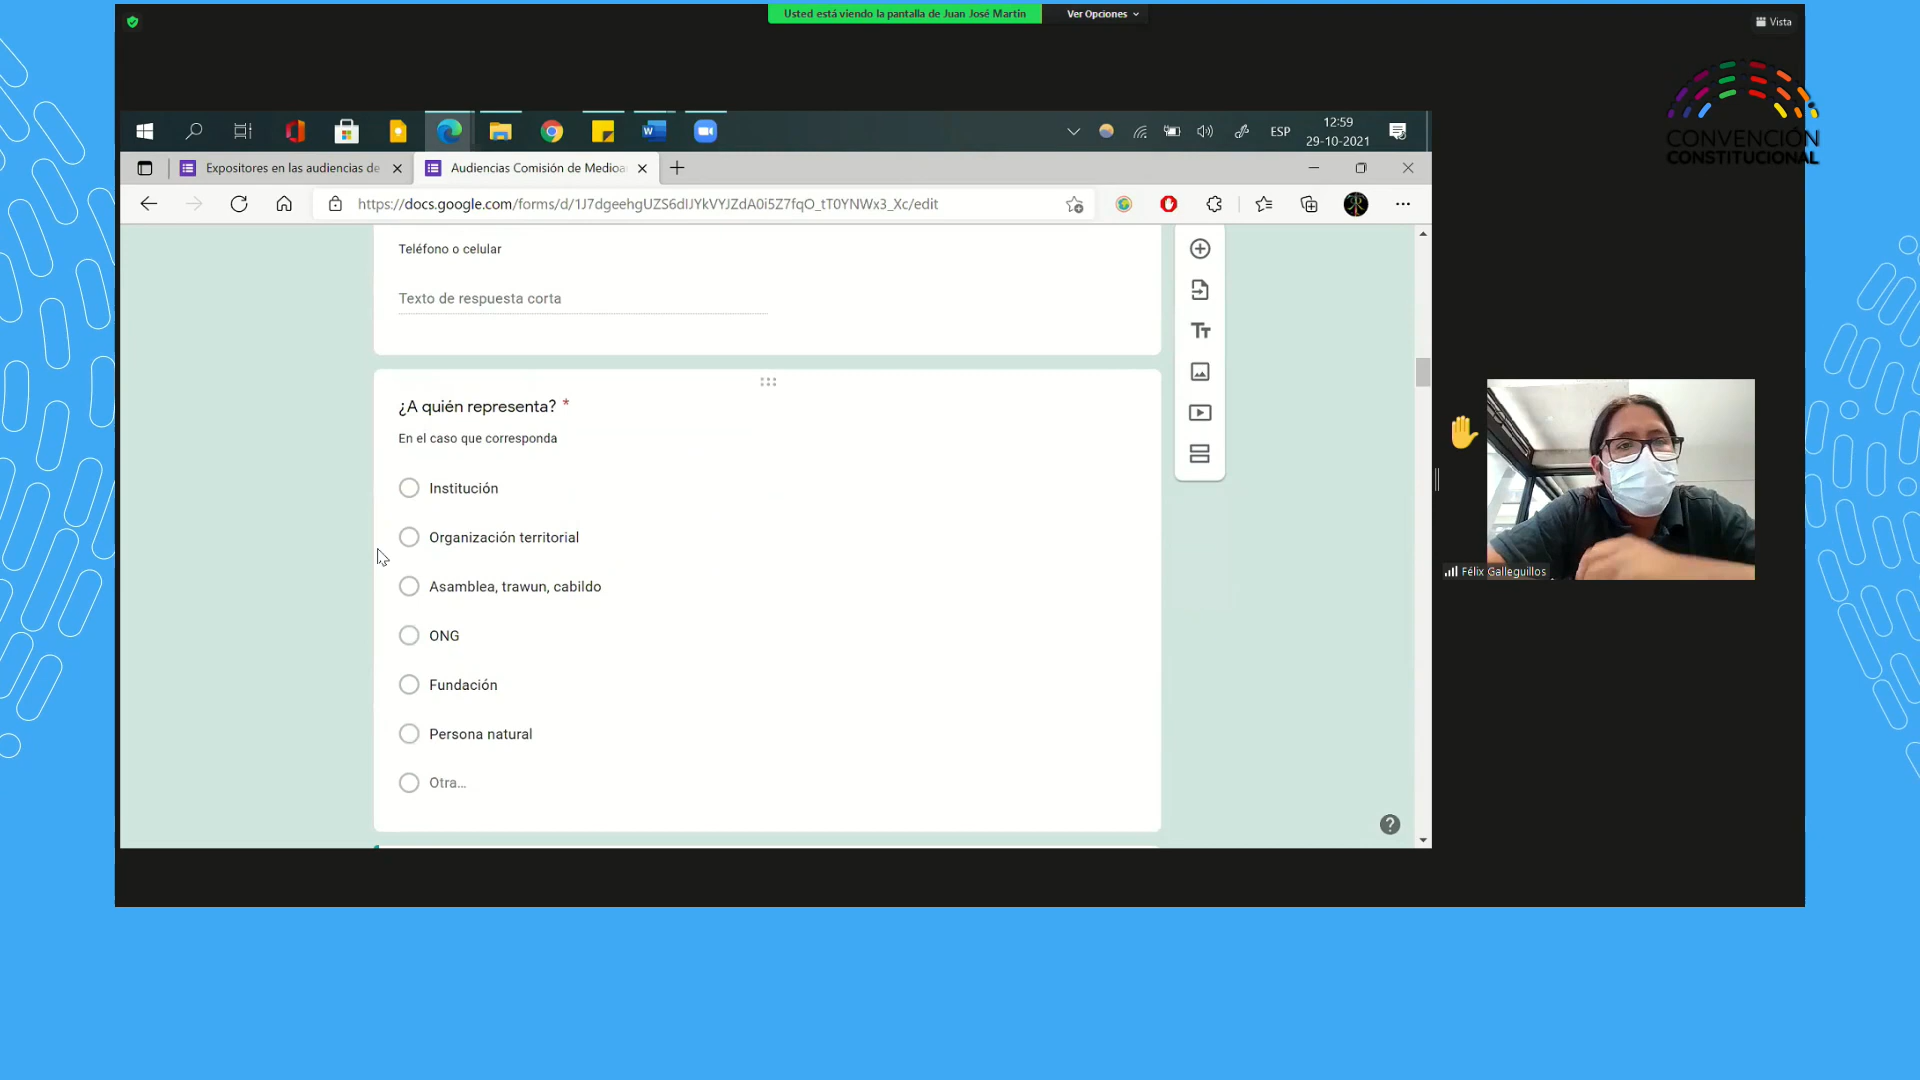 Usted está viendo la pantalla de Juan José Martin
Ver Opciones
Vista
CONVENCIÓN
CONSTITUCIONAL
ESP
12:59
29-10-2021
Expositores en las audiencias de
Audiencias Comisión de Medioa
https://docs.google.com/forms/d/1J7dgeehgUZS6dIJYkVYJZdA0i5Z7fqO_tT0YNWx3_Xc/edit
Teléfono o celular
Texto de respuesta corta
¿A quién representa? *
En el caso que corresponda
Institución
Organización territorial
Asamblea, trawun, cabildo
ONG
Fundación
Persona natural
Otra...
Félix Galleguillos